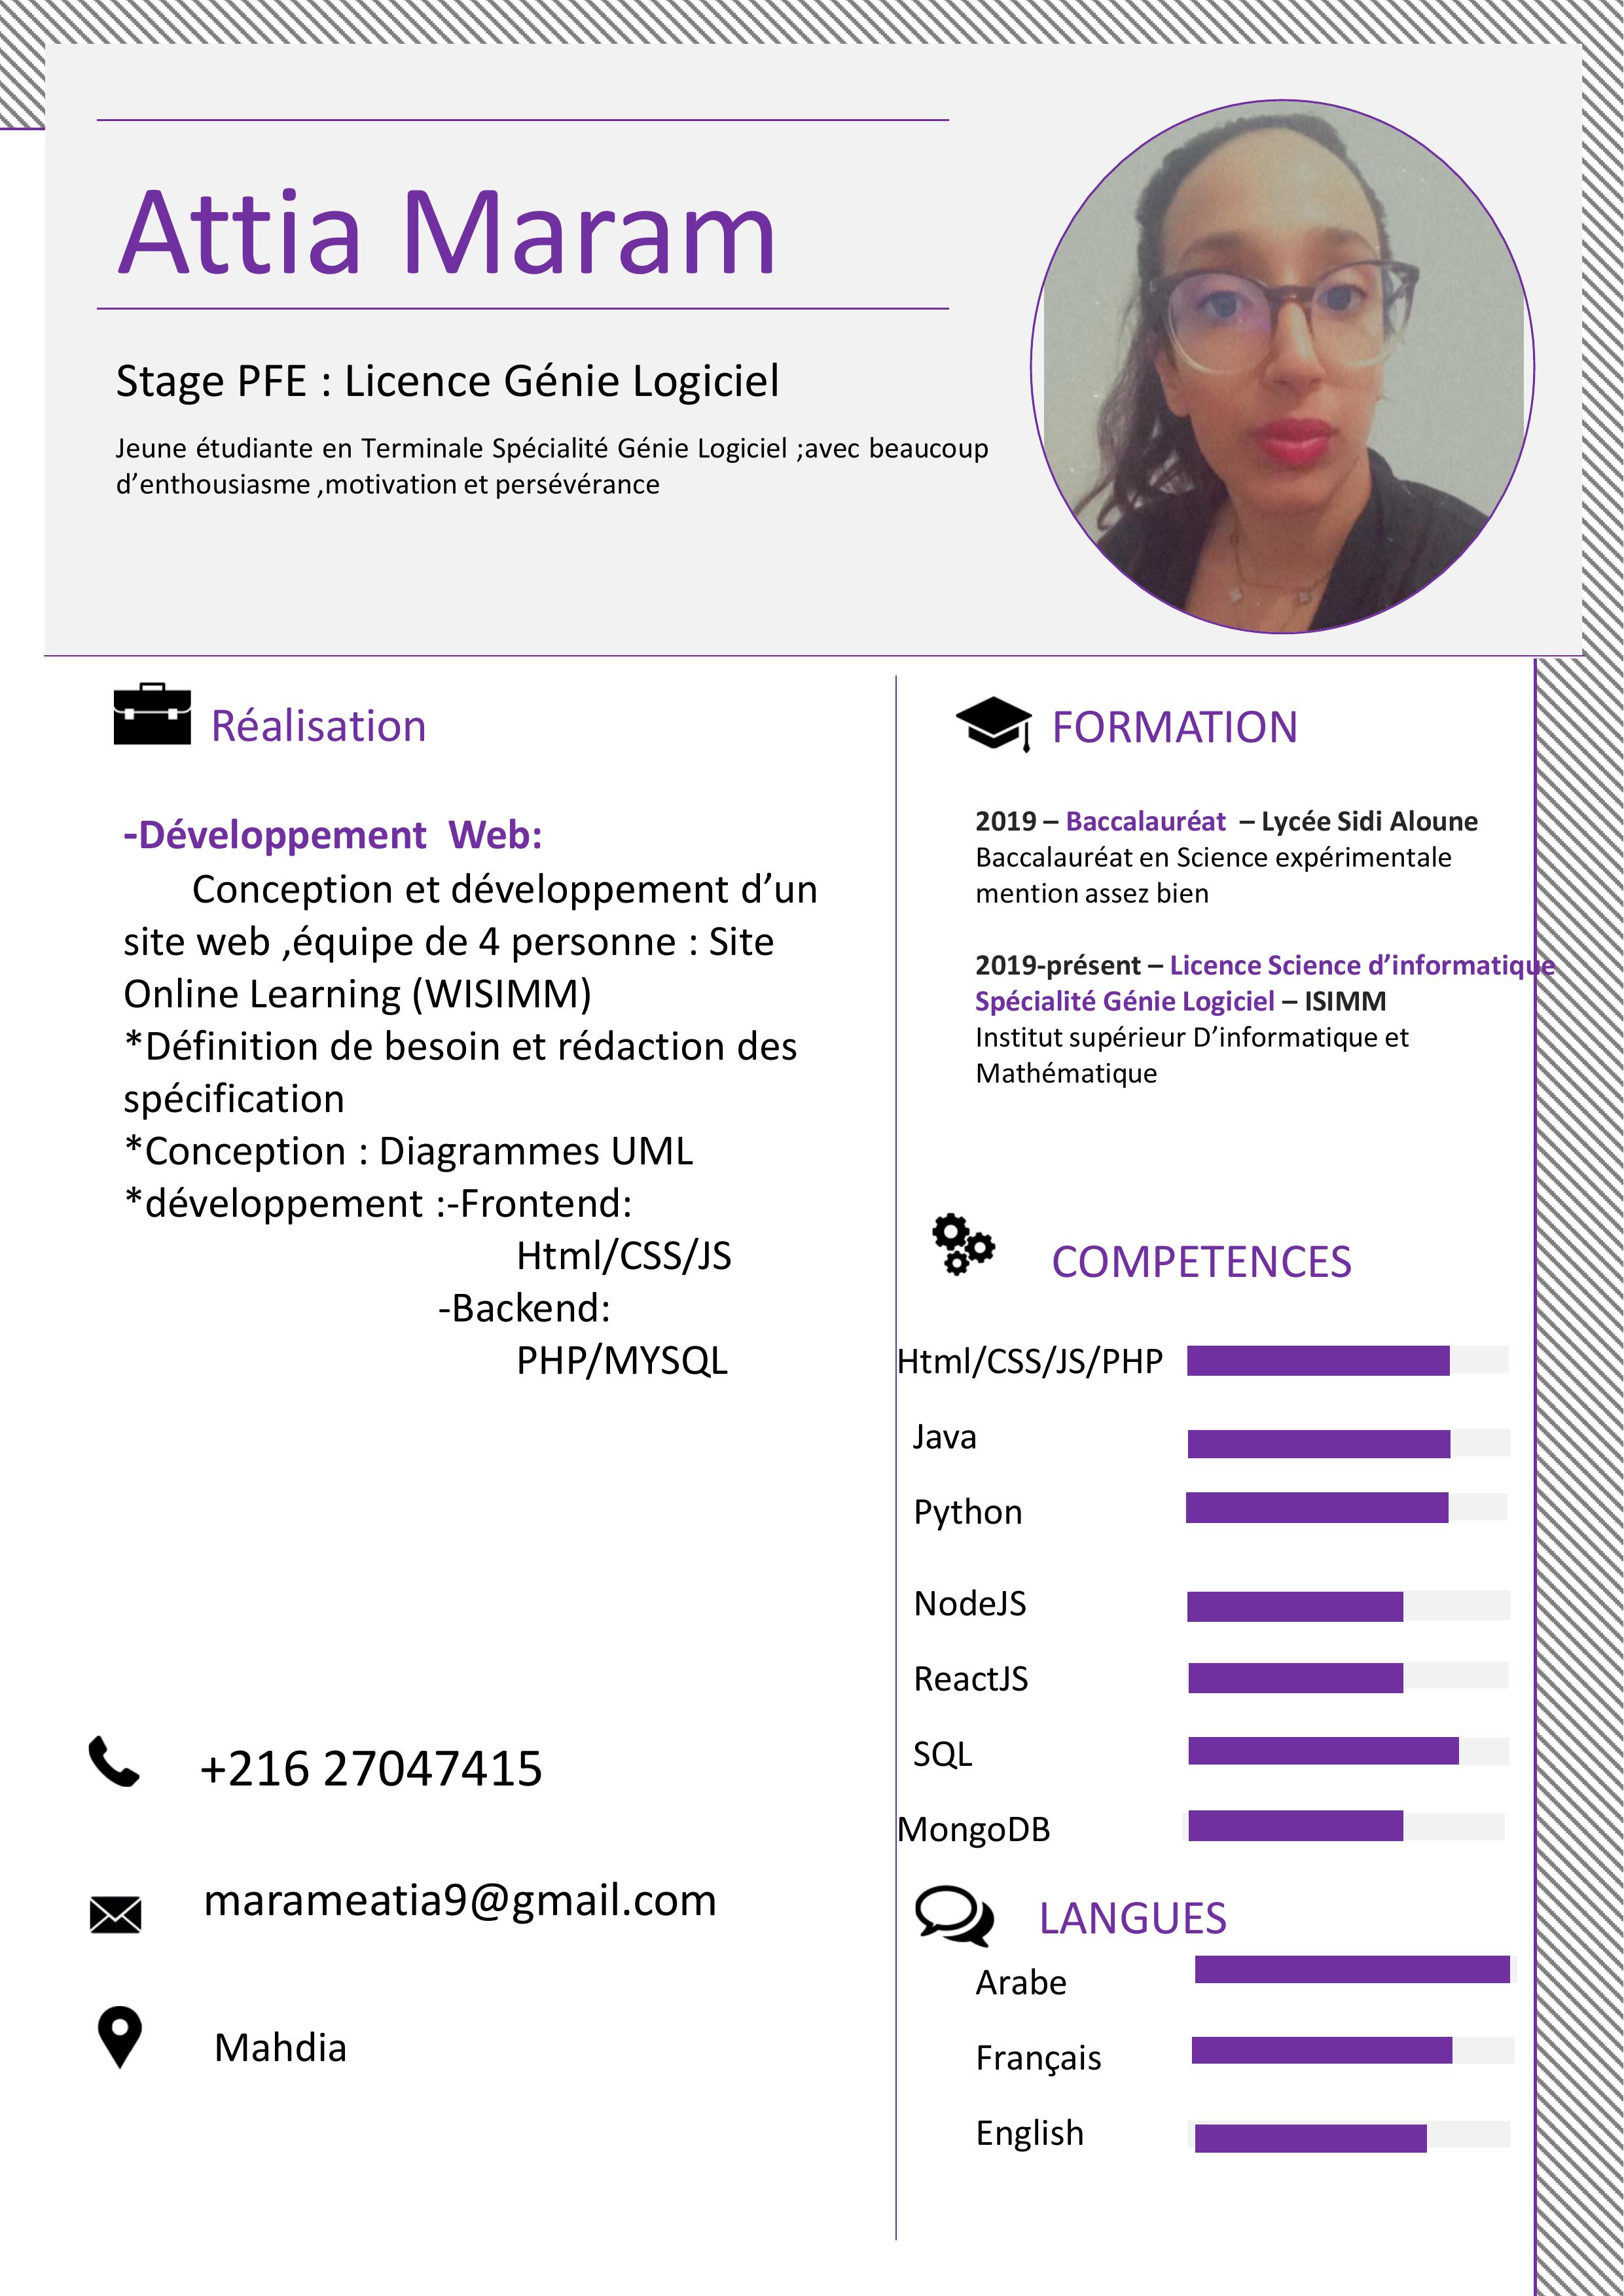 Attia Maram
Stage PFE : Licence Génie Logiciel
Jeune étudiante en Terminale Spécialité Génie Logiciel ;avec beaucoup
d’enthousiasme ,motivation et persévérance
Réalisation
-Développement  Web:
Conception et développement d’un
site web ,équipe de 4 personne : Site
Online Learning (WISIMM)
*Définition de besoin et rédaction des
spécification
*Conception : Diagrammes UML
*développement :-Frontend:
Html/CSS/JS
-Backend:
PHP/MYSQL
+216 27047415
marameatia9@gmail.com
Mahdia
FORMATION
2019 – Baccalauréat  – Lycée Sidi Aloune
Baccalauréat en Science expérimentale
mention assez bien
2019-présent – Licence Science d’informatique
Spécialité Génie Logiciel – ISIMM
Institut supérieur D’informatique et
Mathématique
COMPETENCES
Html/CSS/JS/PHP
Java
Python
NodeJS
ReactJS
SQL
MongoDB
LANGUES
Arabe
Français
English